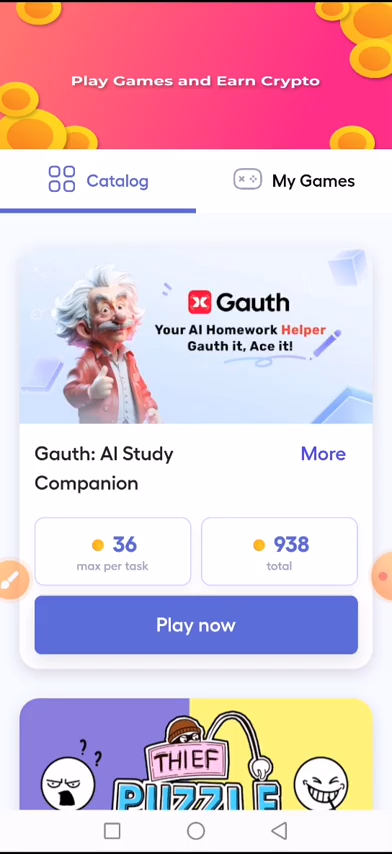 Play Games and Earn Crypto
Catalog
My Games
Gauth
Your AI Homework Helper
Gauth it, Ace it!
Gauth: AI Study
Companion
More
36
max per task
938
total
Play now
? ?
THIEF
PUZZLE